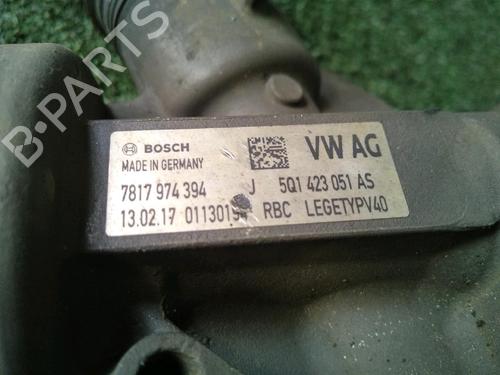 BOSCH
VW AG
MADE IN GERMANY
7817 974 394 J 5Q1 423 051 AS
13.02.17 RBC LEGETYPV40
B-PARTS